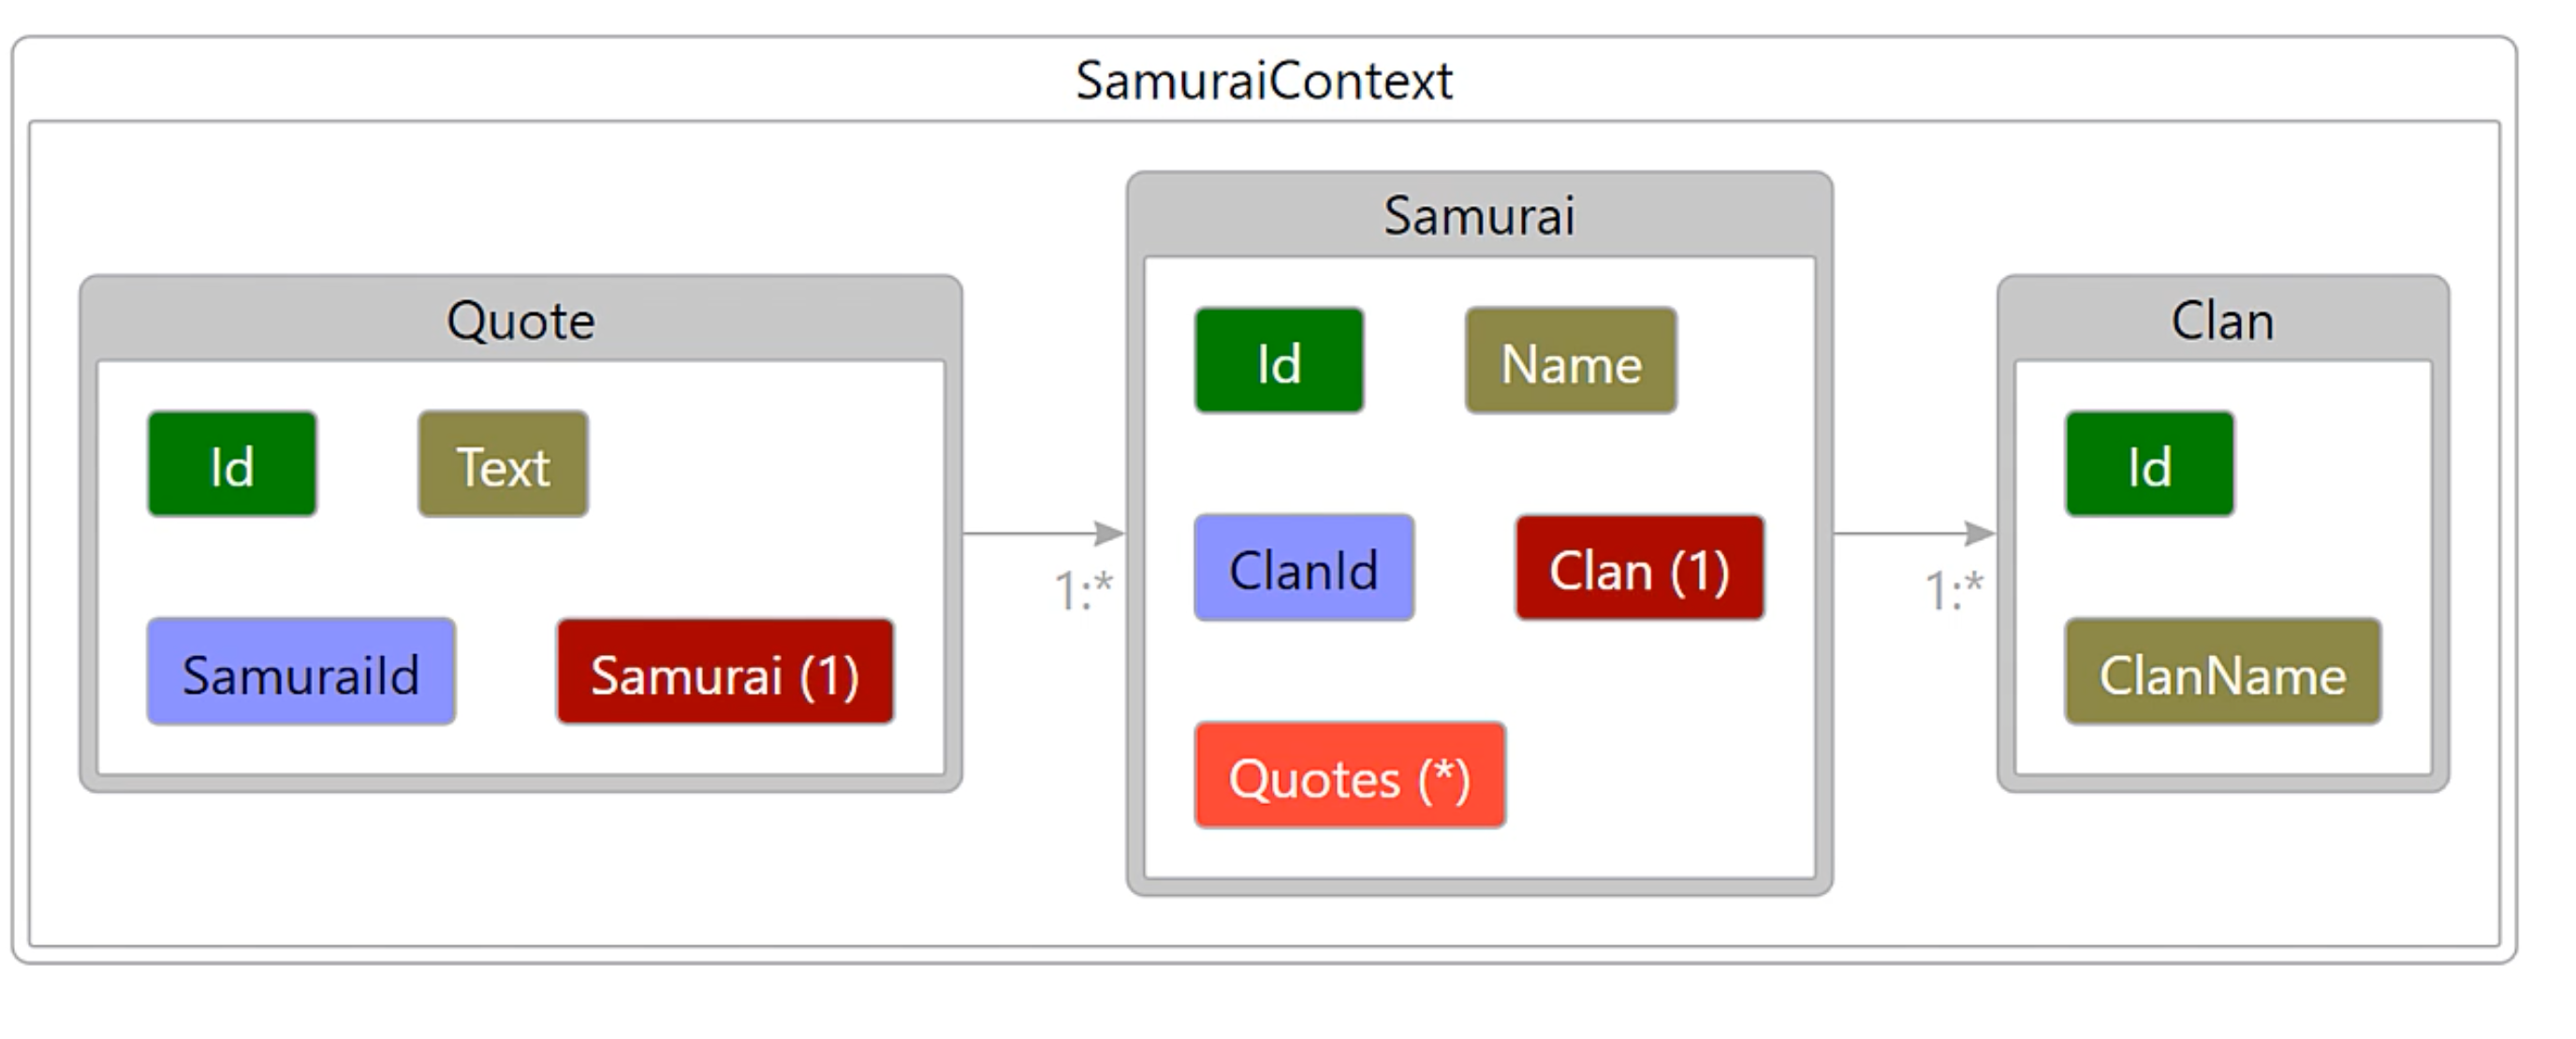 SamuraiContext
Quote
Id
Text
SamuraiId
Samurai (1)
1:*
Samurai
Id
Name
ClanId
Clan (1)
Quotes (*)
1:*
Clan
Id
ClanName